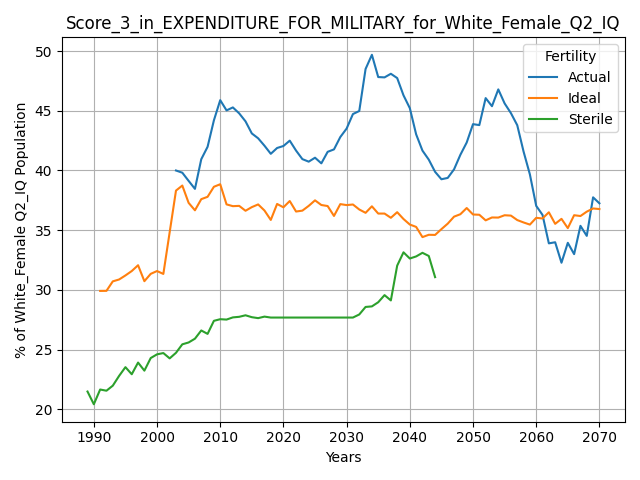 Score_3_in_EXPENDITURE_FOR_MILITARY_for_White_Female_Q2_IQ
% of White_Female Q2_IQ Population
50
45
40
35
30
25
20
Fertility
Actual
Ideal
Sterile
1990 2000 2010 2020 2030 2040 2050 2060 2070
Years